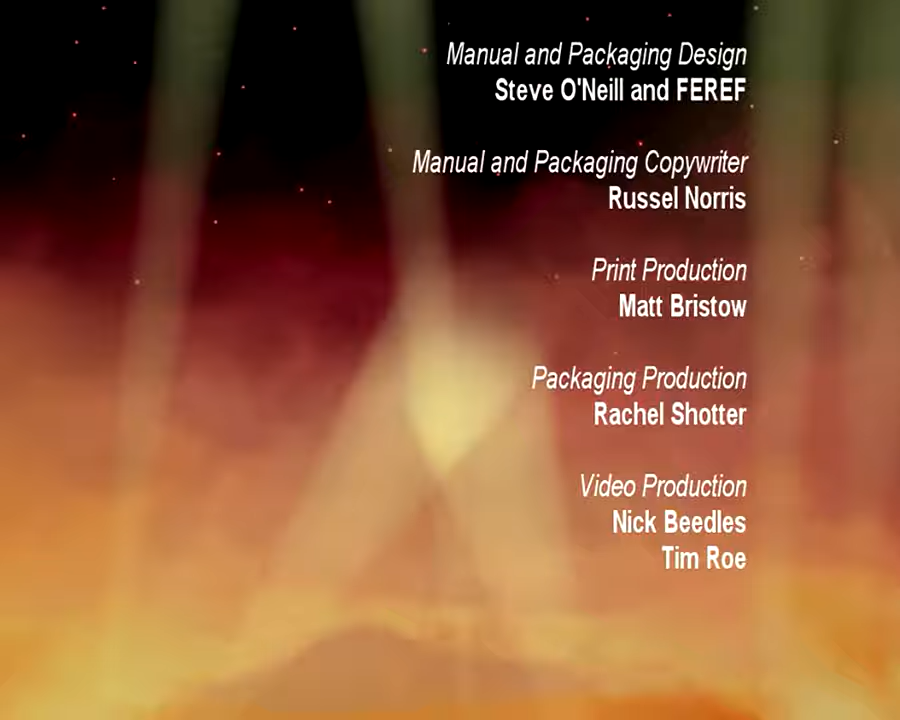 Manual and Packaging Design
Steve O'Neill and FEREF
Manual and Packaging Copywriter
Russel Norris
Print Production
Matt Bristow
Packaging Production
Rachel Shotter
Video Production
Nick Beedles
Tim Roe